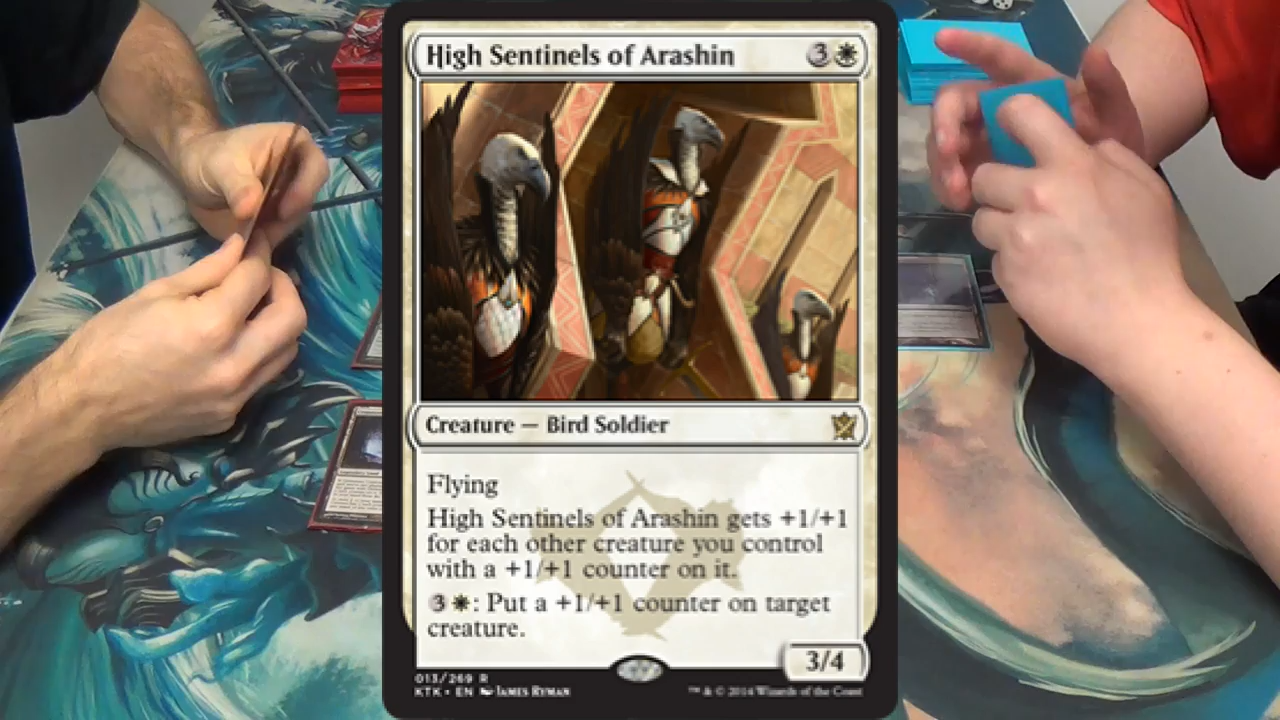 High Sentinels of Arashin 3
Creature — Bird Soldier
Flying
High Sentinels of Arashin gets +1/+1
for each other creature you control
with a +1/+1 counter on it.
3 : Put a +1/+1 counter on target
creature.
3/4
013/269 R
KTK • EN James Ryman
™ & © 2014 Wizards of the Coast